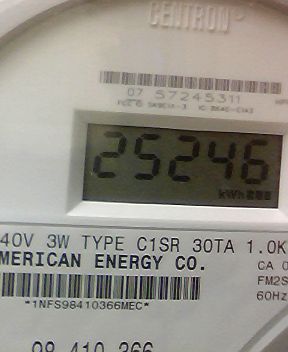 CENTRON
07 57245311
25246
kWh
40V 3W TYPE C1SR 30TA 1.0K
MERICAN ENERGY CO.
CA 0
FM2S
*1NFS98410366MEC*
60Hz
98 410 366